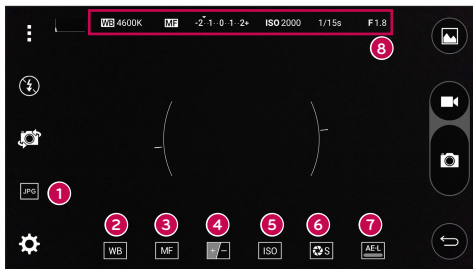 WB 4600K MF -2··1··0··1··2+ ISO 2000 1/15s F1.8
8
JPG 1
2 3 4 5 6 7
WB MF +/- ISO S AE-L